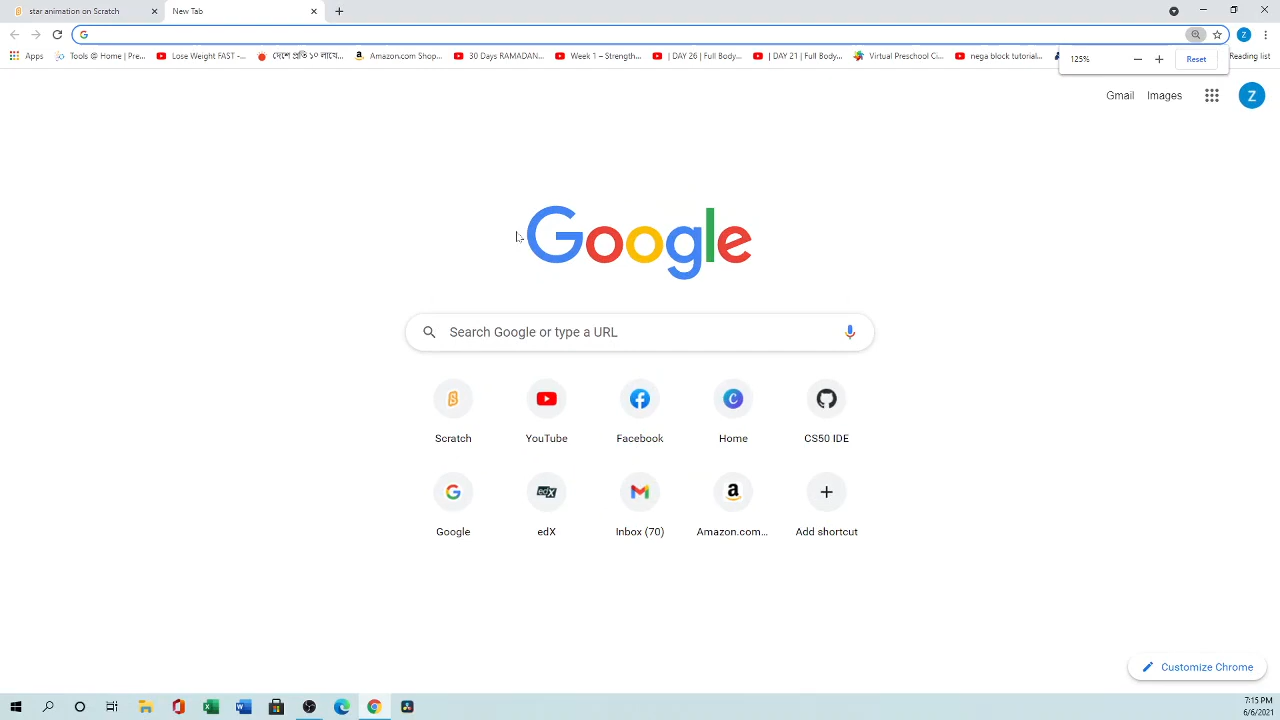 star animation on Scratch
New Tab
125%
Reset
Apps
Tools @ Home | Pre...
Lose Weight FAST -...
দেশে প্রতি ১০ লাখে...
Amazon.com Shop...
30 Days RAMADAN...
Week 1 – Strength...
| DAY 26 | Full Body...
| DAY 21 | Full Body...
Virtual Preschool Ci...
nega block tutorial...
Reading list
Gmail
Images
Z
Google
Search Google or type a URL
Scratch
YouTube
Facebook
Home
CS50 IDE
Google
edX
Inbox (70)
Amazon.com...
Add shortcut
Customize Chrome
7:15 PM
6/6/2021